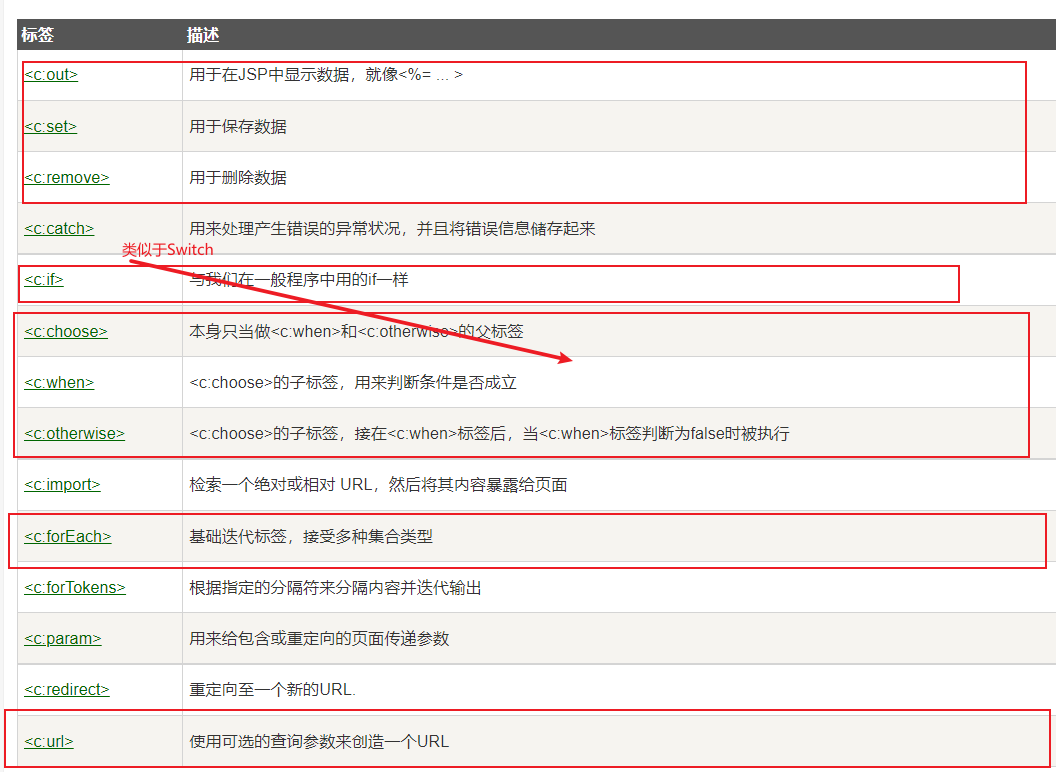 标签 描述
<c:out> 用于在JSP中显示数据，就像<%= ... >
<c:set> 用于保存数据
<c:remove> 用于删除数据
<c:catch> 用来处理产生错误的异常状况，并且将错误信息储存起来
类似于Switch
<c:if> 与我们在一般程序中用的if一样
<c:choose> 本身只当做<c:when>和<c:otherwise>的父标签
<c:when> <c:choose>的子标签，用来判断条件是否成立
<c:otherwise> <c:choose>的子标签，接在<c:when>标签后，当<c:when>标签判断为false时被执行
<c:import> 检索一个绝对或相对 URL，然后将其内容暴露给页面
<c:forEach> 基础迭代标签，接受多种集合类型
<c:forTokens> 根据指定的分隔符来分隔内容并迭代输出
<c:param> 用来给包含或重定向的页面传递参数
<c:redirect> 重定向至一个新的URL.
<c:url> 使用可选的查询参数来创造一个URL